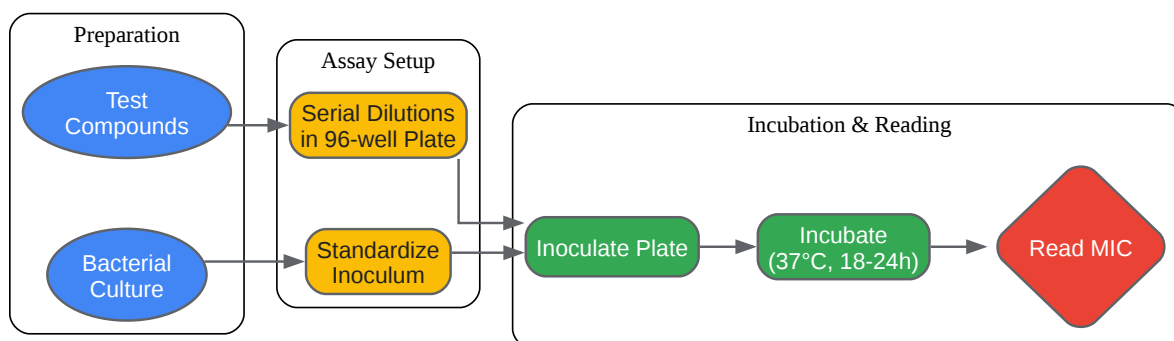 Preparation
Test
Compounds
Bacterial
Culture
Assay Setup
Serial Dilutions
in 96-well Plate
Standardize
Inoculum
Incubation & Reading
Inoculate Plate
Incubate
(37°C, 18-24h)
Read MIC